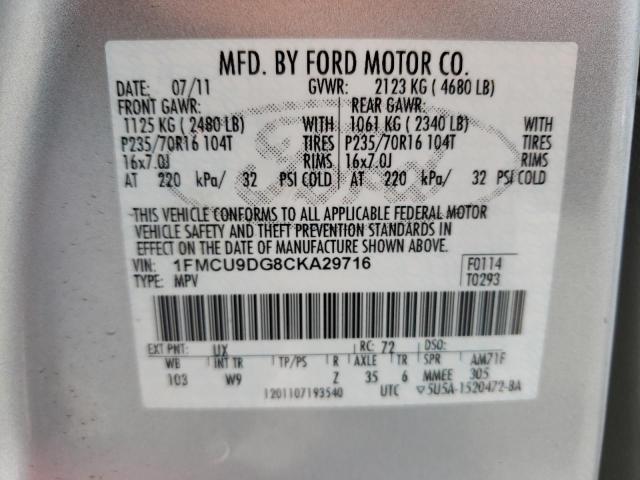 MFD. BY FORD MOTOR CO.
DATE: 07/11 GVWR: 2123 KG ( 4680 LB)
FRONT GAWR: REAR GAWR:
1125 KG ( 2480 LB) WITH 1061 KG ( 2340 LB) WITH
P235/70R16 104T TIRES P235/70R16 104T TIRES
16x7.0J RIMS 16x7.0J RIMS
AT 220 kPa/ 32 PSI COLD AT 220 kPa/ 32 PSI COLD
THIS VEHICLE CONFORMS TO ALL APPLICABLE FEDERAL MOTOR
VEHICLE SAFETY AND THEFT PREVENTION STANDARDS IN
EFFECT ON THE DATE OF MANUFACTURE SHOWN ABOVE.
VIN: 1FMCU9DG8CKA29716 F0114
TYPE: MPV T0293
EXT PNT: UX RC: 72 DSO:
WB INT TR TP/PS R AXLE TR SPR AM71F
103 W9 Z 35 6 MMEE 305
1201107193540 UTC ▽5U5A-1520472-BA
Ford